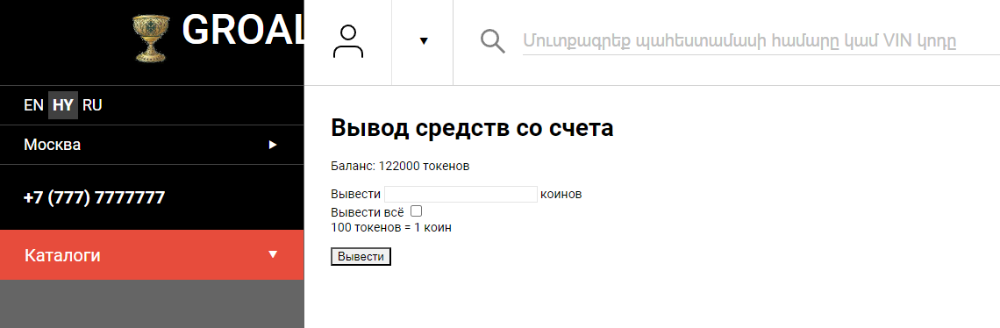 GROAL
EN HY RU
Москва
+7 (777) 7777777
Каталоги
Մուտքագրեք պահեստամասի համարը կամ VIN կոդը
Вывод средств со счета
Баланс: 122000 токенов
Вывести коинов
Вывести всё
100 токенов = 1 коин
Вывести